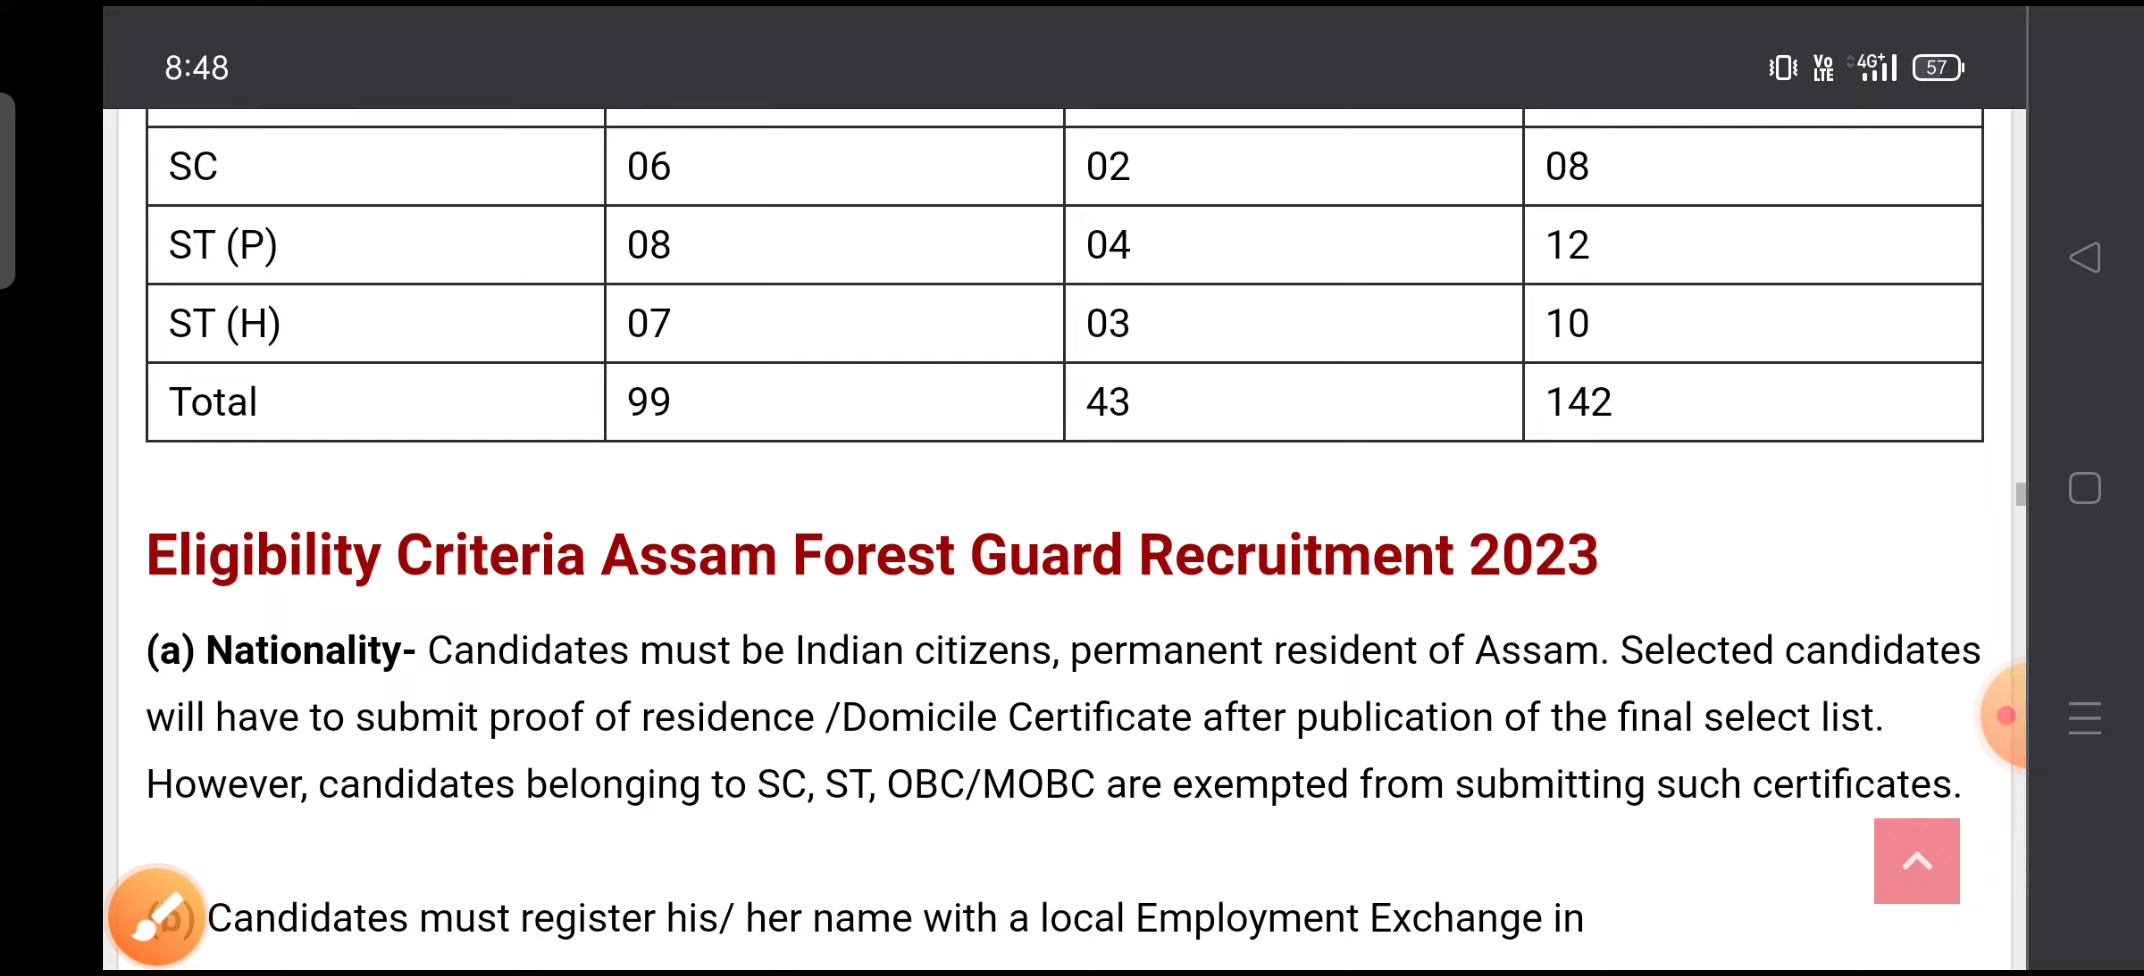 8:48 Vo LTE 4G+ 57
SC 06 02 08
ST (P) 08 04 12
ST (H) 07 03 10
Total 99 43 142
Eligibility Criteria Assam Forest Guard Recruitment 2023
(a) Nationality- Candidates must be Indian citizens, permanent resident of Assam. Selected candidates
will have to submit proof of residence /Domicile Certificate after publication of the final select list.
However, candidates belonging to SC, ST, OBC/MOBC are exempted from submitting such certificates.
(b) Candidates must register his/ her name with a local Employment Exchange in